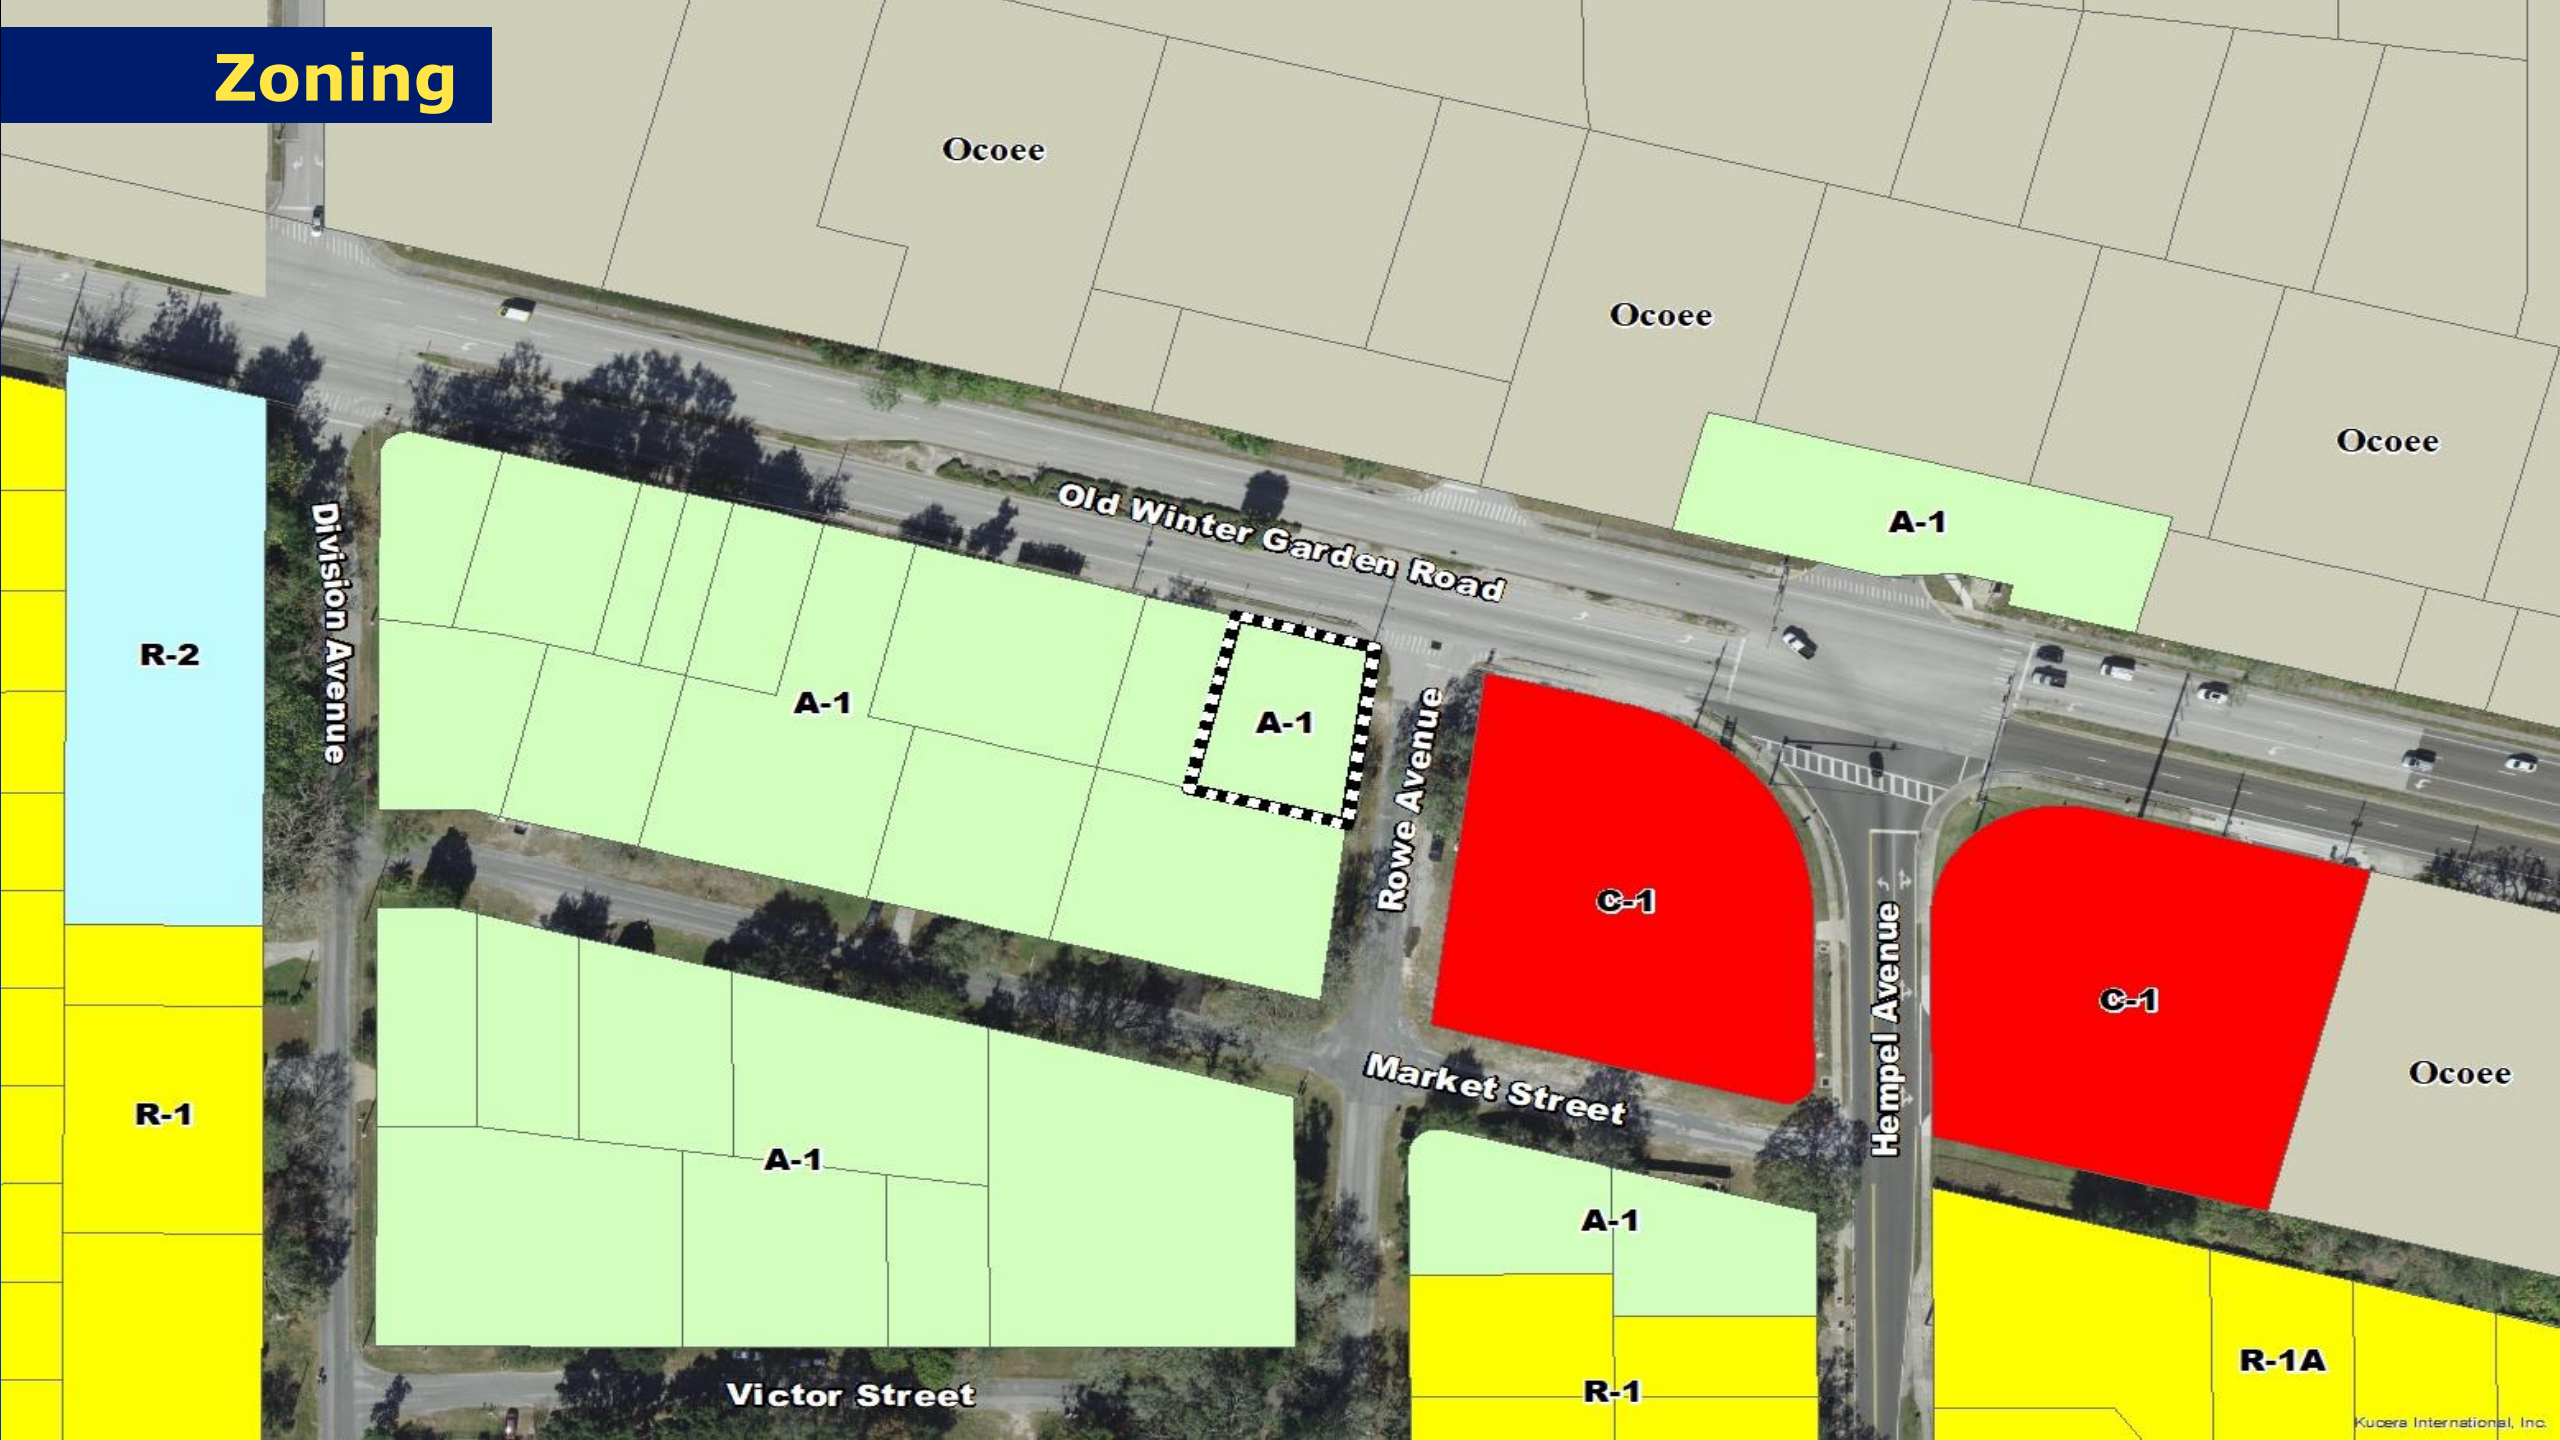 Zoning
Ocoee
Ocoee
Ocoee
A-1
Old Winter Garden Road
Division Avenue
R-2
A-1
A-1
Rowe Avenue
C-1
Hempel Avenue
C-1
Ocoee
Market Street
R-1
A-1
A-1
R-1A
R-1
Victor Street
Kucera International, Inc.